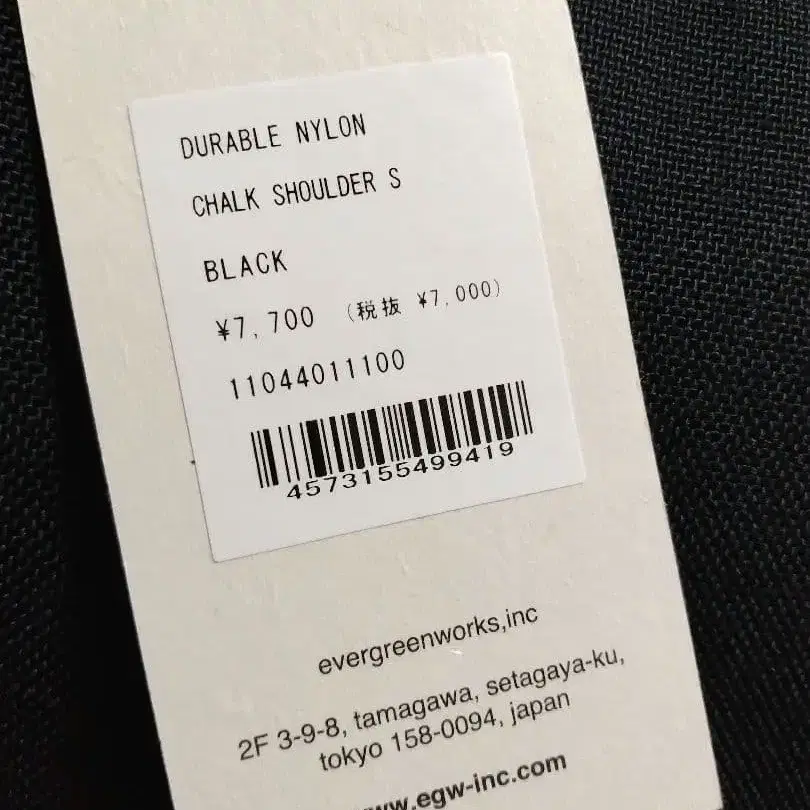 DURABLE NYLON
CHALK SHOULDER S
BLACK
¥7,700 (税抜 ¥7,000)
11044011100
4573155499419
evergreenworks,inc
2F 3-9-8, tamagawa, setagaya-ku,
tokyo 158-0094, japan
www.egw-inc.com